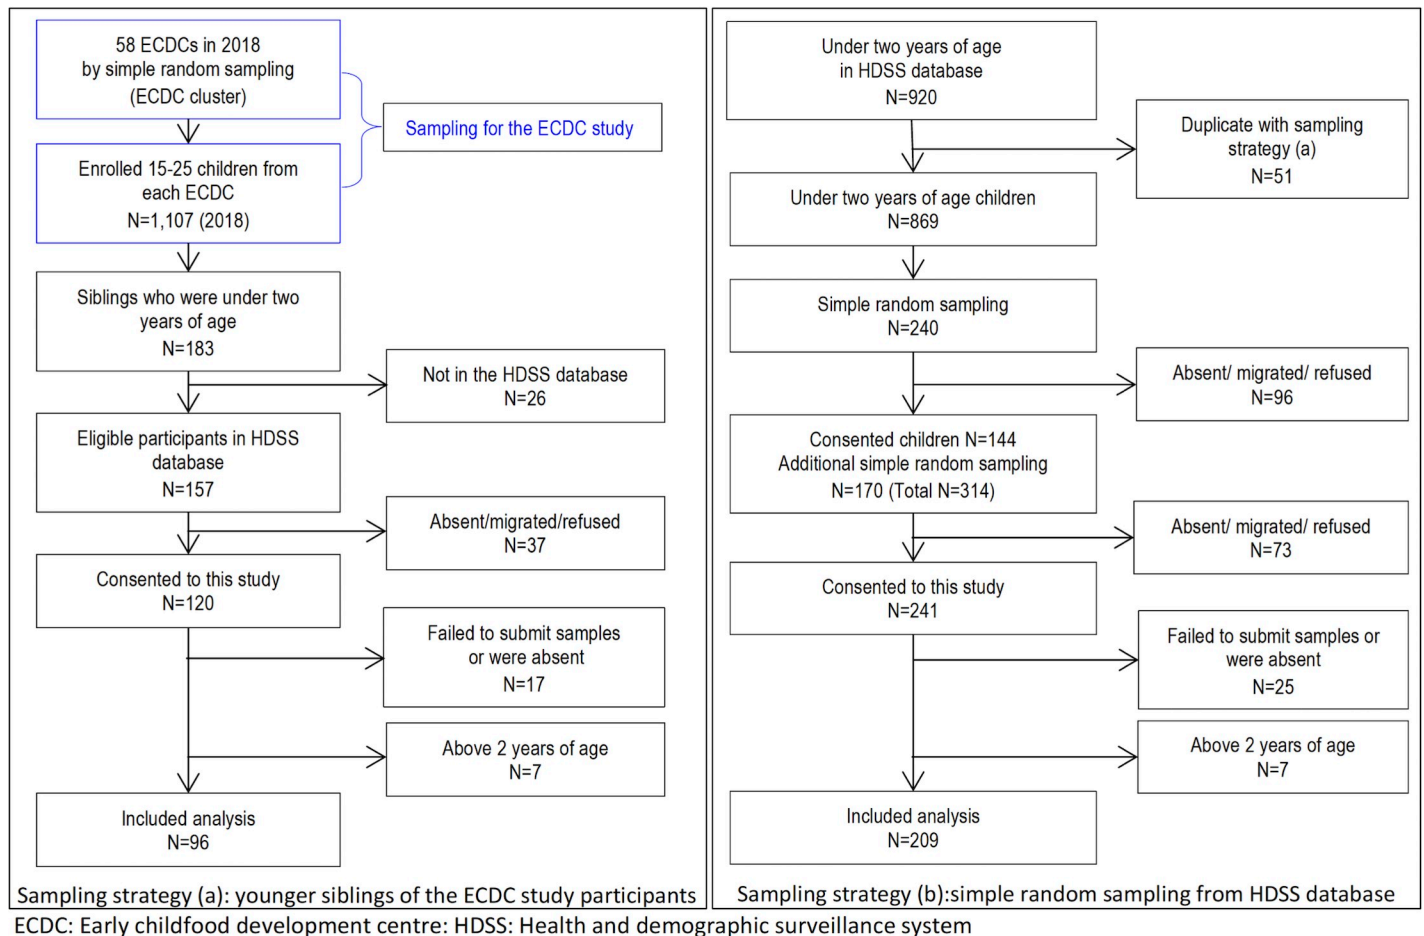 58 ECDCs in 2018
by simple random sampling
(ECDC cluster)
Sampling for the ECDC study
Enrolled 15-25 children from
each ECDC
N=1,107 (2018)
Siblings who were under two
years of age
N=183
Not in the HDSS database
N=26
Eligible participants in HDSS
database
N=157
Absent/migrated/refused
N=37
Consented to this study
N=120
Failed to submit samples
or were absent
N=17
Above 2 years of age
N=7
Included analysis
N=96
Sampling strategy (a): younger siblings of the ECDC study participants
Under two years of age
in HDSS database
N=920
Duplicate with sampling
strategy (a)
N=51
Under two years of age children
N=869
Simple random sampling
N=240
Absent/ migrated/ refused
N=96
Consented children N=144
Additional simple random sampling
N=170 (Total N=314)
Absent/ migrated/ refused
N=73
Consented to this study
N=241
Failed to submit samples or
were absent
N=25
Above 2 years of age
N=7
Included analysis
N=209
Sampling strategy (b):simple random sampling from HDSS database
ECDC: Early childfood development centre: HDSS: Health and demographic surveillance system